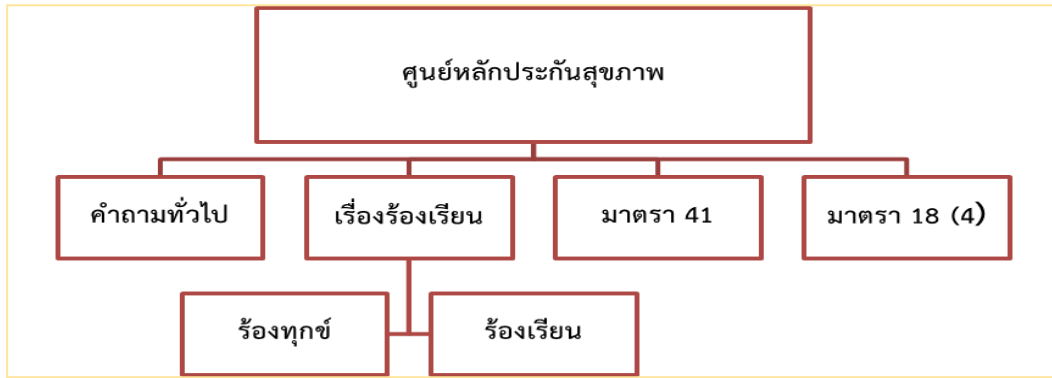 ศูนย์หลักประกันสุขภาพ
คำถามทั่วไป
เรื่องร้องเรียน
มาตรา 41
มาตรา 18 (4)
ร้องทุกข์
ร้องเรียน